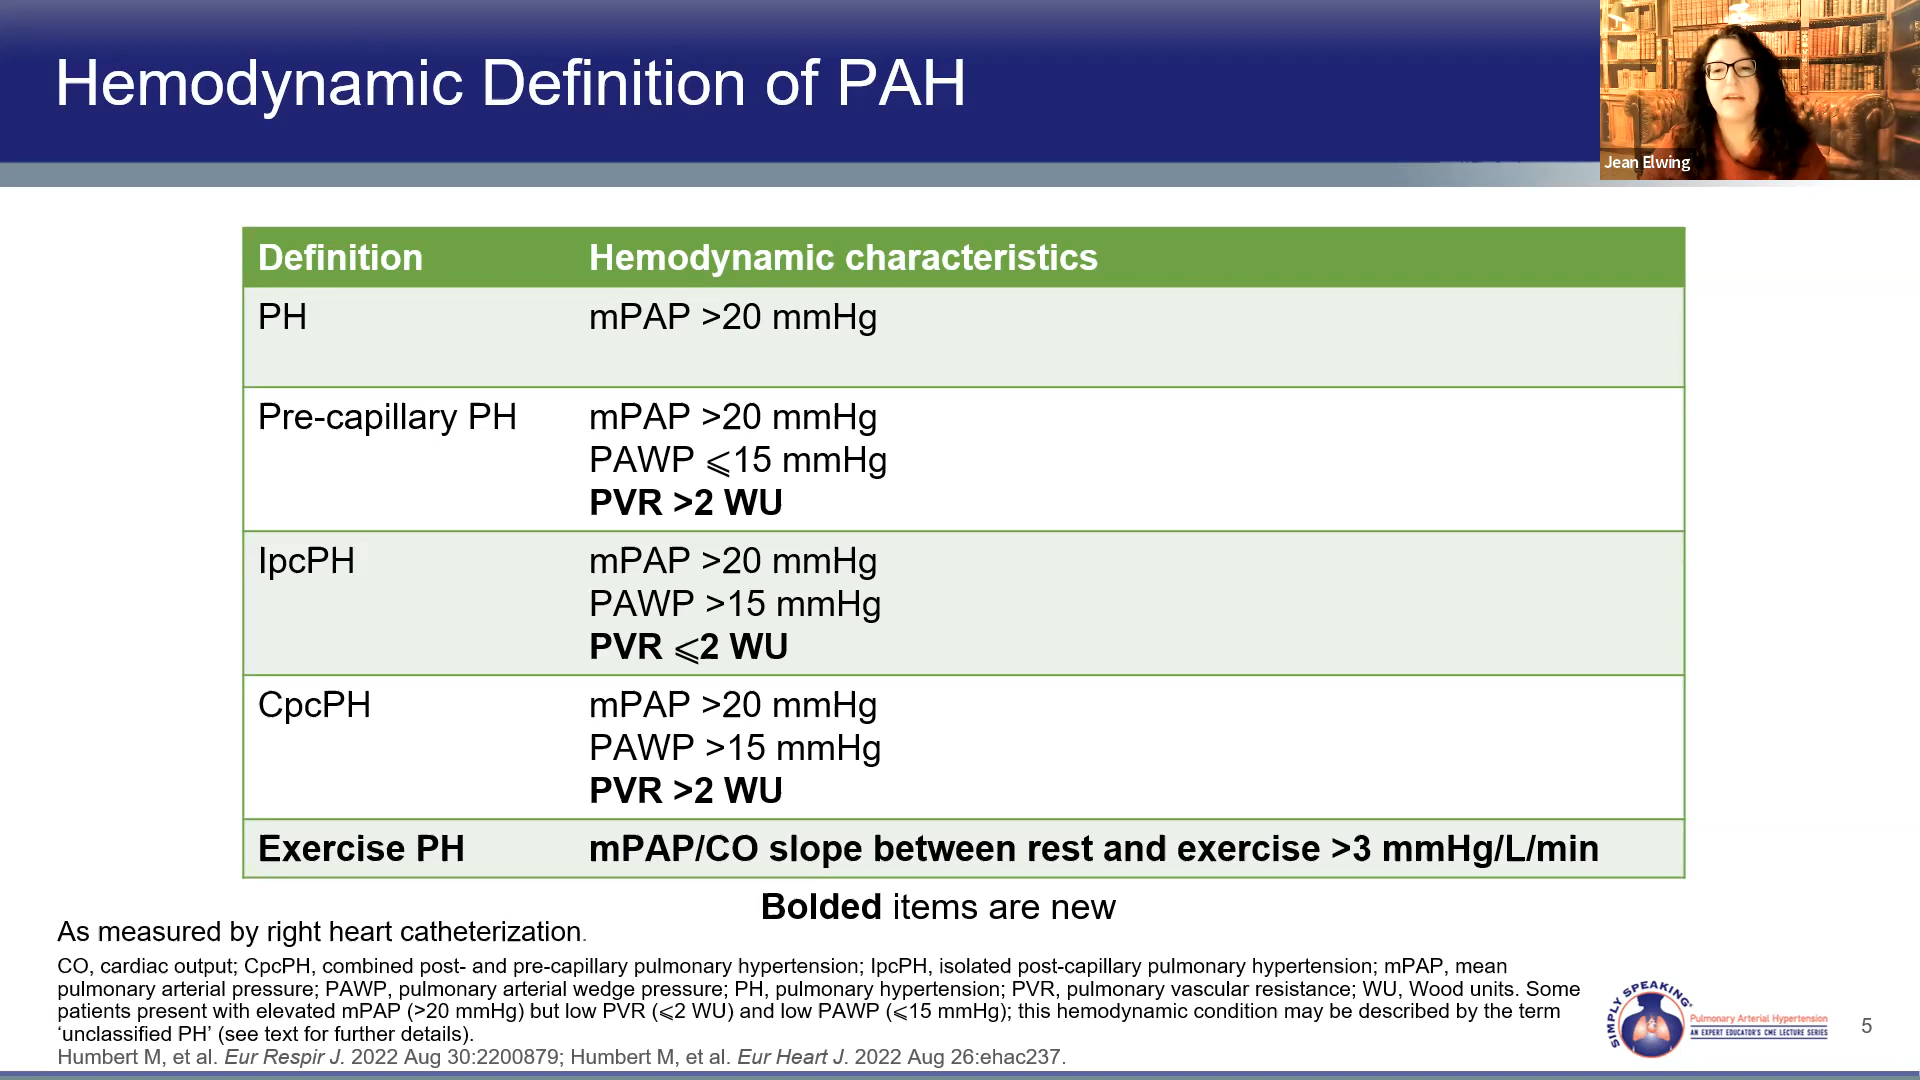 Hemodynamic Definition of PAH
Jean Elwing
Definition Hemodynamic characteristics
PH mPAP >20 mmHg
Pre-capillary PH mPAP >20 mmHg
PAWP ⩽15 mmHg
PVR >2 WU
IpcPH mPAP >20 mmHg
PAWP >15 mmHg
PVR ⩽2 WU
CpcPH mPAP >20 mmHg
PAWP >15 mmHg
PVR >2 WU
Exercise PH mPAP/CO slope between rest and exercise >3 mmHg/L/min
Bolded items are new
As measured by right heart catheterization.
CO, cardiac output; CpcPH, combined post- and pre-capillary pulmonary hypertension; IpcPH, isolated post-capillary pulmonary hypertension; mPAP, mean
pulmonary arterial pressure; PAWP, pulmonary arterial wedge pressure; PH, pulmonary hypertension; PVR, pulmonary vascular resistance; WU, Wood units. Some
patients present with elevated mPAP (>20 mmHg) but low PVR (⩽2 WU) and low PAWP (⩽15 mmHg); this hemodynamic condition may be described by the term
‘unclassified PH’ (see text for further details).
Humbert M, et al. Eur Respir J. 2022 Aug 30:2200879; Humbert M, et al. Eur Heart J. 2022 Aug 26:ehac237.
SIMPLY SPEAKING®
Pulmonary Arterial Hypertension
AN EXPERT EDUCATOR'S CME LECTURE SERIES
5